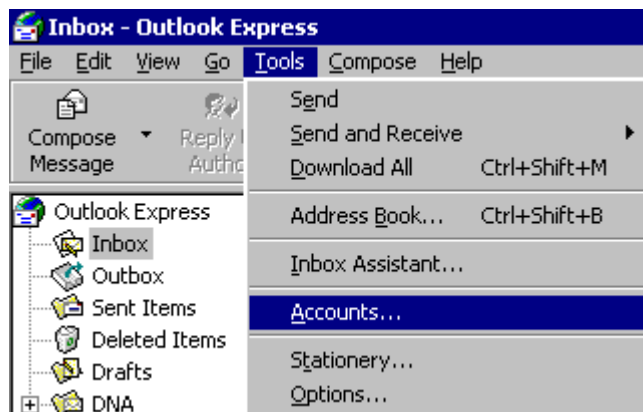 Inbox - Outlook Express
File Edit View Go Tools Compose Help
Compose
Message
Reply
Send
Send and Receive
Download All Ctrl+Shift+M
Address Book... Ctrl+Shift+B
Inbox Assistant...
Accounts...
Stationery...
Options...
Outlook Express
Inbox
Outbox
Sent Items
Deleted Items
Drafts
DNA